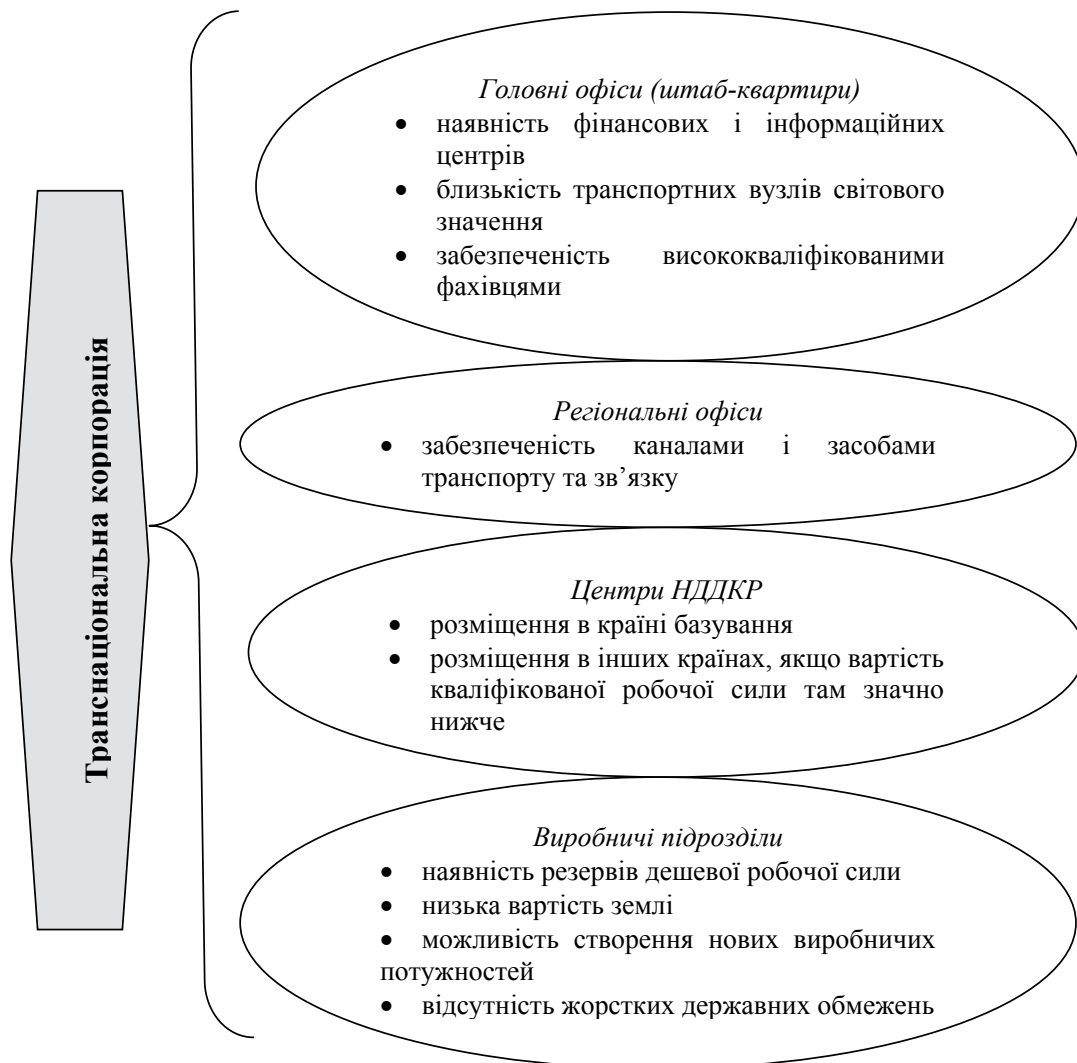 Транснаціональна корпорація
Головні офіси (штаб-квартири)
• наявність фінансових і інформаційних
центрів
• близькість транспортних вузлів світового
значення
• забезпеченість висококваліфікованими
фахівцями
Регіональні офіси
• забезпеченість каналами і засобами
транспорту та зв’язку
Центри НДДКР
• розміщення в країні базування
• розміщення в інших країнах, якщо вартість
кваліфікованої робочої сили там значно
нижче
Виробничі підрозділи
• наявність резервів дешевої робочої сили
• низька вартість землі
• можливість створення нових виробничих
потужностей
• відсутність жорстких державних обмежень